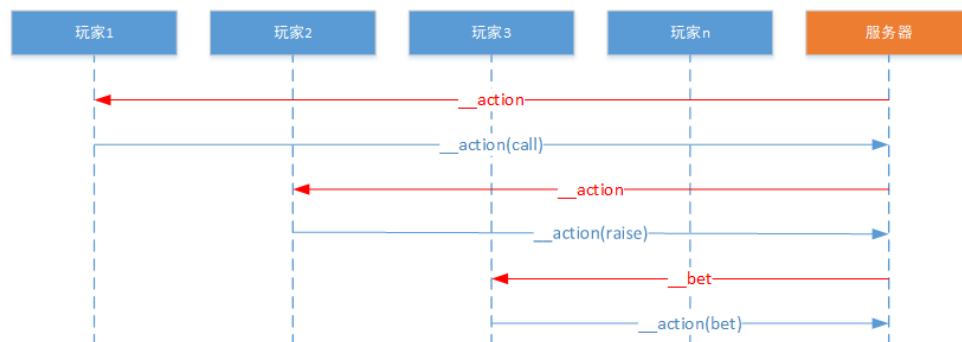 玩家1 玩家2 玩家3 玩家n 服务器
__action
__action(call)
__action
__action(raise)
__bet
__action(bet)